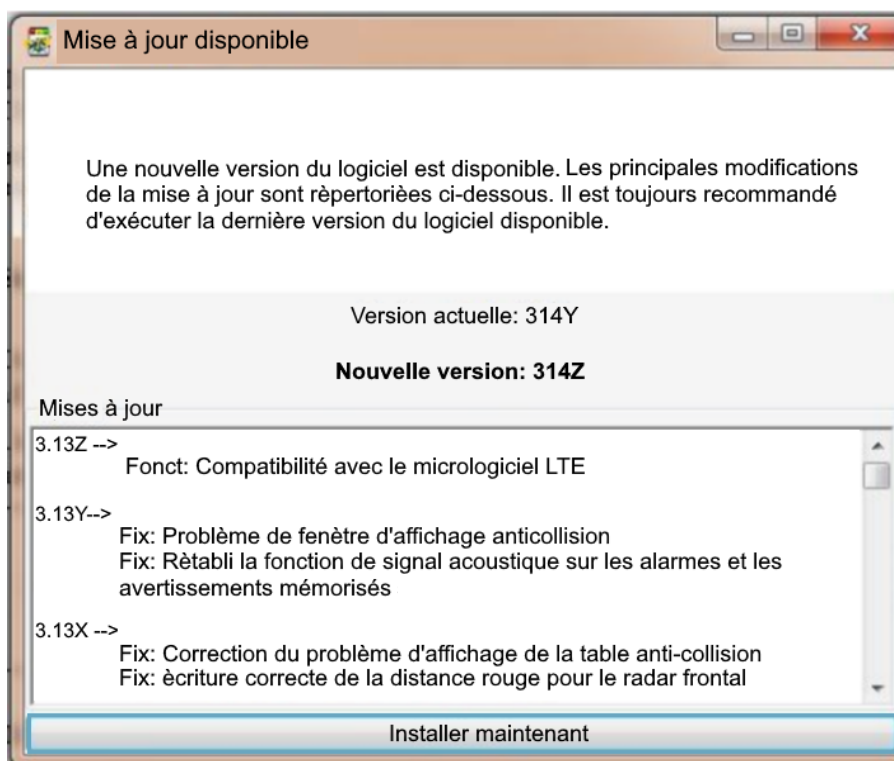 Mise à jour disponible
Une nouvelle version du logiciel est disponible. Les principales modifications
de la mise à jour sont rèpertorièes ci-dessous. Il est toujours recommandé
d'exécuter la dernière version du logiciel disponible.
Version actuelle: 314Y
Nouvelle version: 314Z
Mises à jour
3.13Z -->
Fonct: Compatibilité avec le micrologiciel LTE
3.13Y-->
Fix: Problème de fenètre d'affichage anticollision
Fix: Rètabli la fonction de signal acoustique sur les alarmes et les
avertissements mémorisés
3.13X -->
Fix: Correction du problème d'affichage de la table anti-collision
Fix: ècriture correcte de la distance rouge pour le radar frontal
Installer maintenant